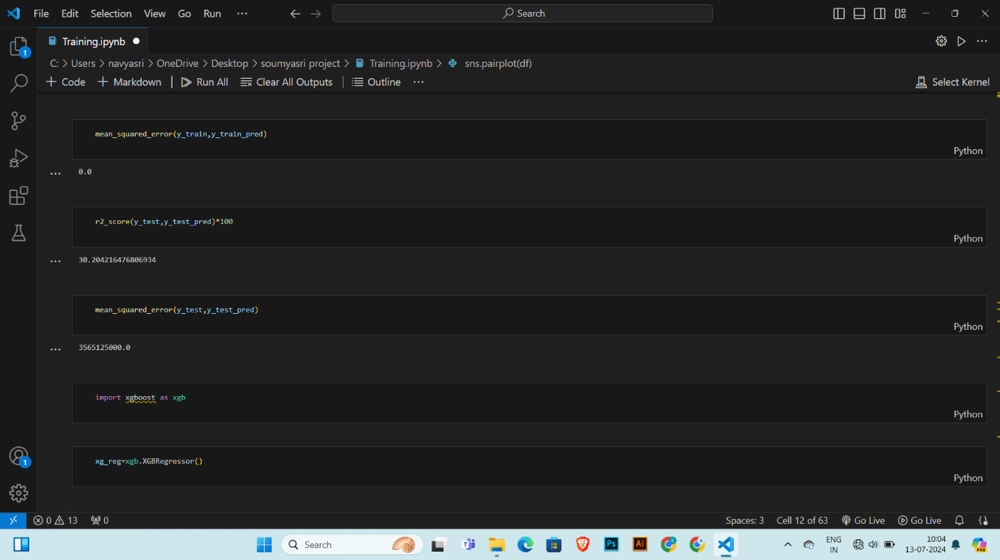 File Edit Selection View Go Run ···
Search
Training.ipynb
1
C: > Users > navyasri > OneDrive > Desktop > soumyasri project > Training.ipynb > sns.pairplot(df)
+ Code + Markdown | Run All Clear All Outputs | Outline ···
Select Kernel
mean_squared_error(y_train,y_train_pred)
Python
0.0
r2_score(y_test,y_test_pred)*100
Python
30.204216476806934
mean_squared_error(y_test,y_test_pred)
Python
3565125000.0
import xgboost as xgb
Python
xg_reg=xgb.XGBRegressor()
Python
1
0 13 0
Spaces: 3 Cell 12 of 63 Go Live Go Live
Search
Ps
Ai
S
ENG
IN
10:04
13-07-2024
PRE